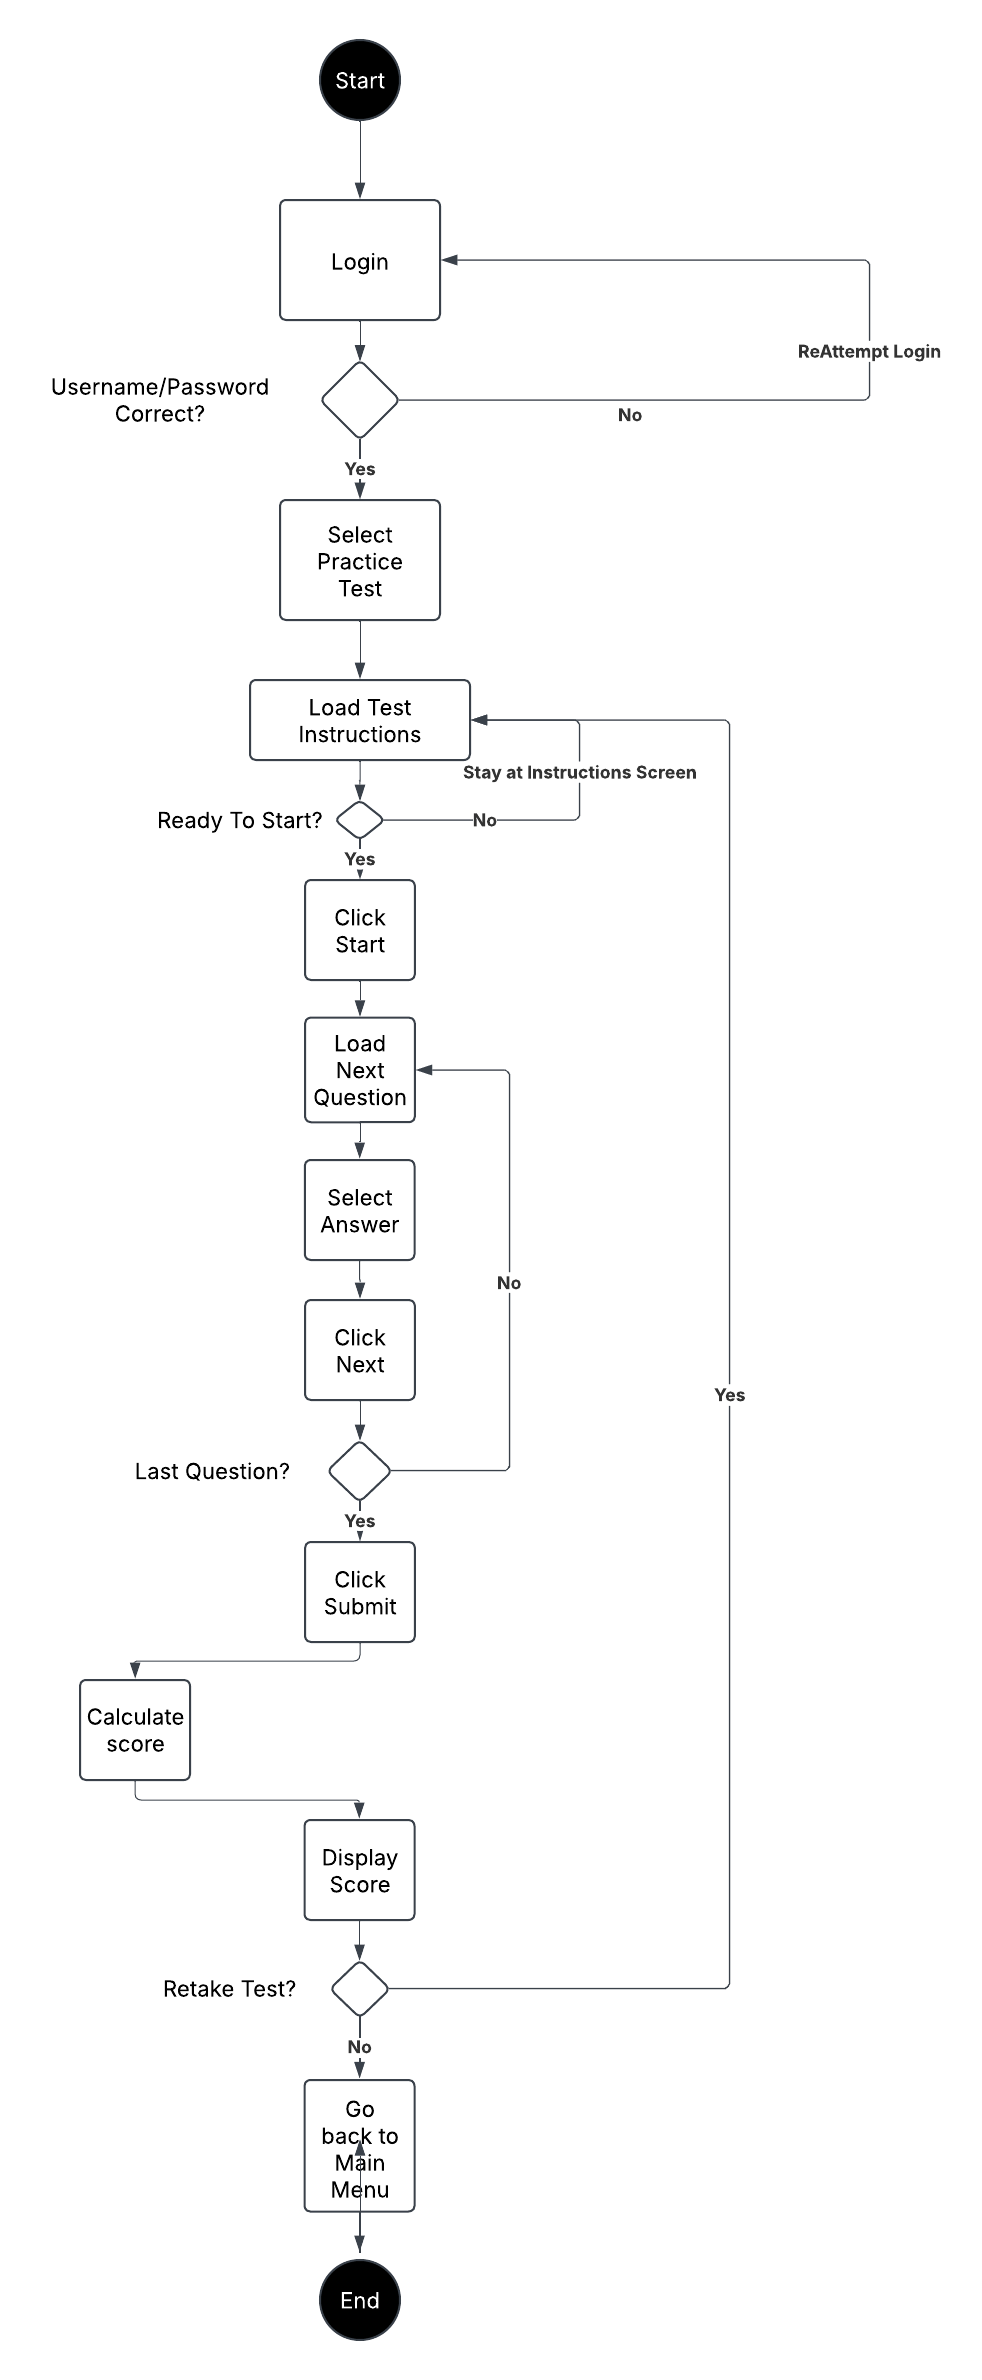 Start
Login
ReAttempt Login
Username/Password
Correct?
No
Yes
Select
Practice
Test
Load Test
Instructions
Stay at Instructions Screen
Ready To Start?
No
Yes
Click
Start
Load
Next
Question
Select
Answer
No
Click
Next
Yes
Last Question?
Yes
Click
Submit
Calculate
score
Display
Score
Retake Test?
No
Go
back to
Main
Menu
End